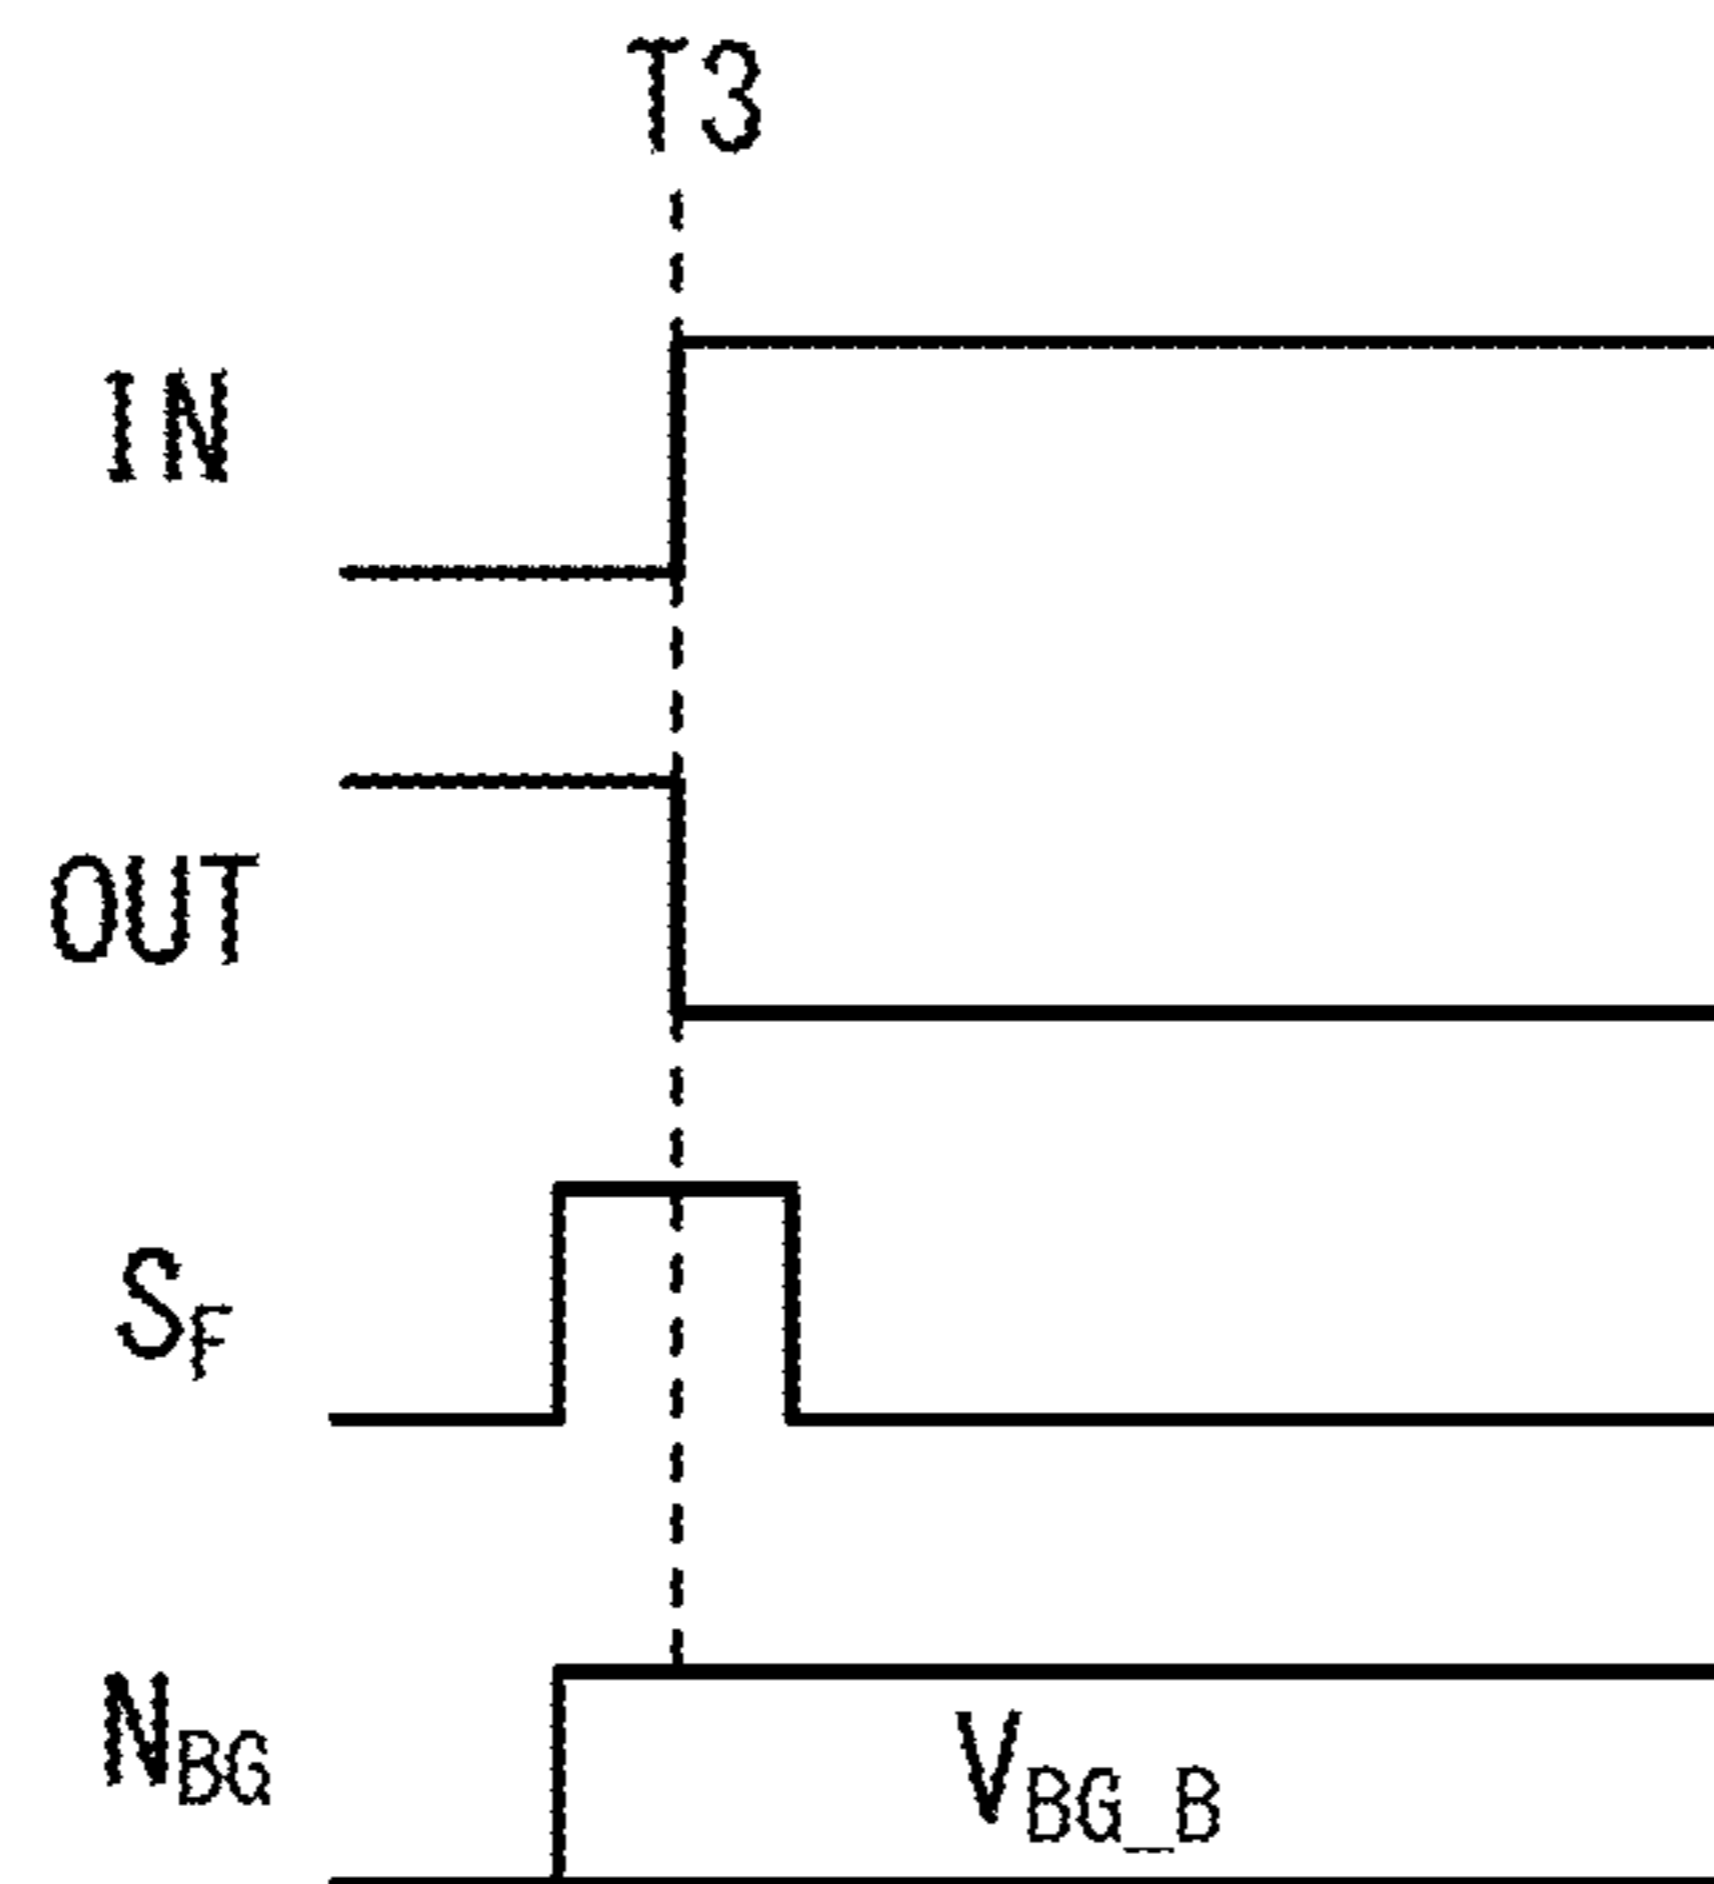 T3
IN
OUT
SF
NBG
VBG_B